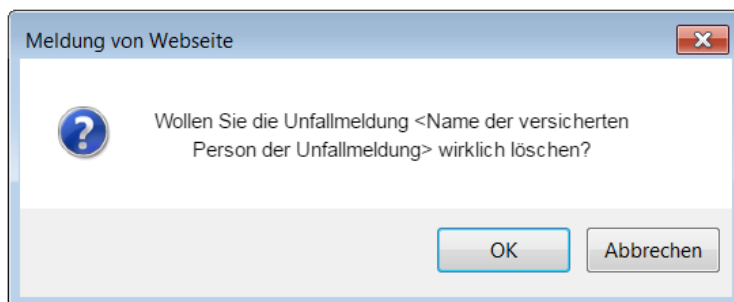 Meldung von Webseite
Wollen Sie die Unfallmeldung <Name der versicherten
Person der Unfallmeldung> wirklich löschen?
OK
Abbrechen